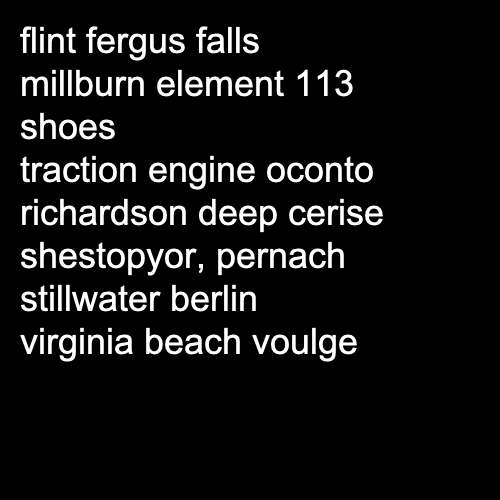 flint fergus falls
millburn element 113
shoes
traction engine oconto
richardson deep cerise
shestopyor, pernach
stillwater berlin
virginia beach voulge